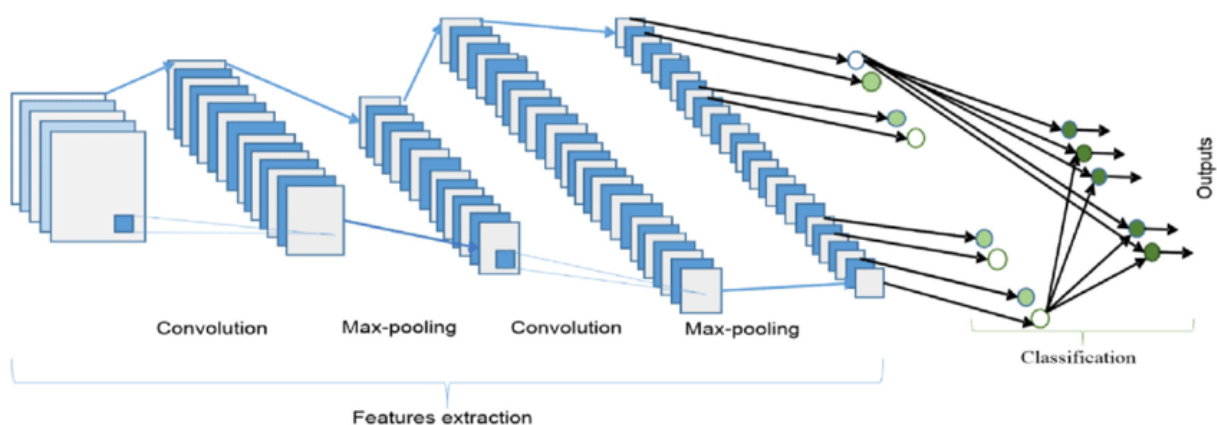 Outputs
Convolution
Max-pooling
Convolution
Max-pooling
Classification
Features extraction